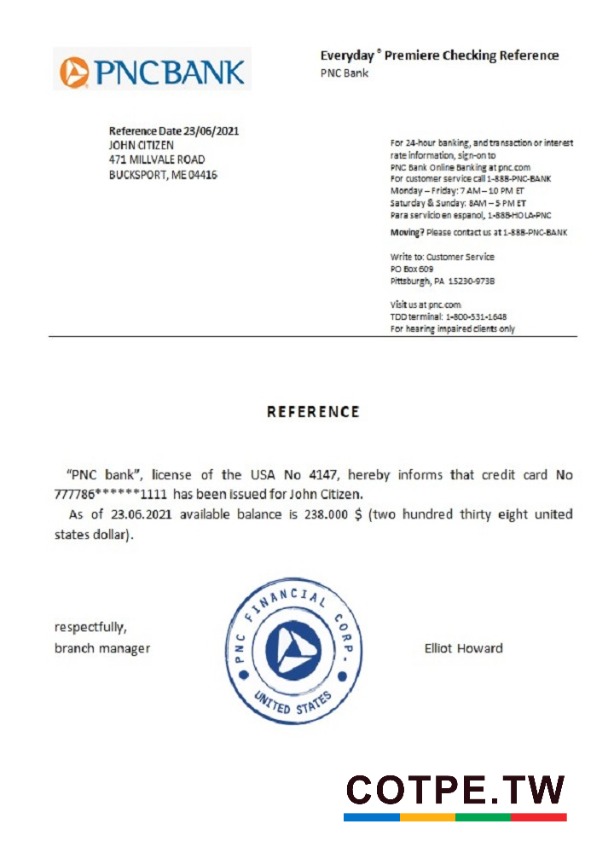 PNCBANK
Everyday ® Premiere Checking Reference
PNC Bank
Reference Date 23/06/2021
JOHN CITIZEN
471 MILLVALE ROAD
BUCKSPORT, ME 04416
For 24-hour banking, and transaction or interest
rate information, sign-on to
PNC Bank Online Banking at pnc.com
For customer service call 1-888-PNC-BANK
Monday – Friday: 7 AM – 10 PM ET
Saturday & Sunday: 8AM – 5 PM ET
Para servicio en espanol, 1-888-HOLA-PNC
Moving? Please contact us at 1-888-PNC-BANK
Write to: Customer Service
PO Box 609
Pittsburgh, PA 15230-9738
Visit us at pnc.com
TDD terminal: 1-800-531-1648
For hearing impaired clients only
REFERENCE
"PNC bank", license of the USA No 4147, hereby informs that credit card No
777786******1111 has been issued for John Citizen.
As of 23.06.2021 available balance is 238.000 $ (two hundred thirty eight united
states dollar).
respectfully,
branch manager
PNC FINANCIAL CORP.
UNITED STATES
Elliot Howard
COTPE.TW